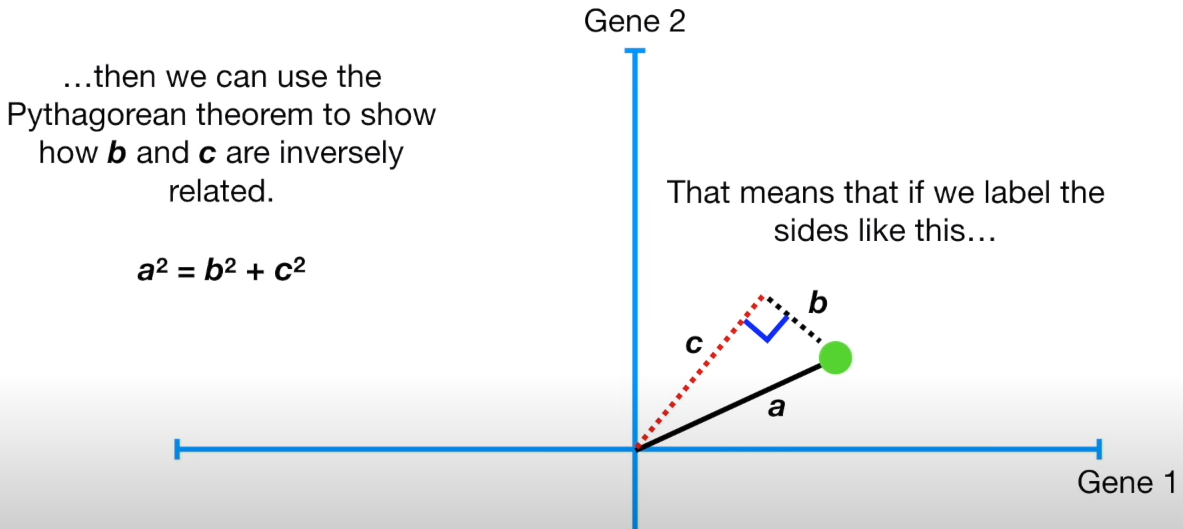 Gene 2
…then we can use the
Pythagorean theorem to show
how b and c are inversely
related.
a² = b² + c²
That means that if we label the
sides like this…
b
c
a
Gene 1